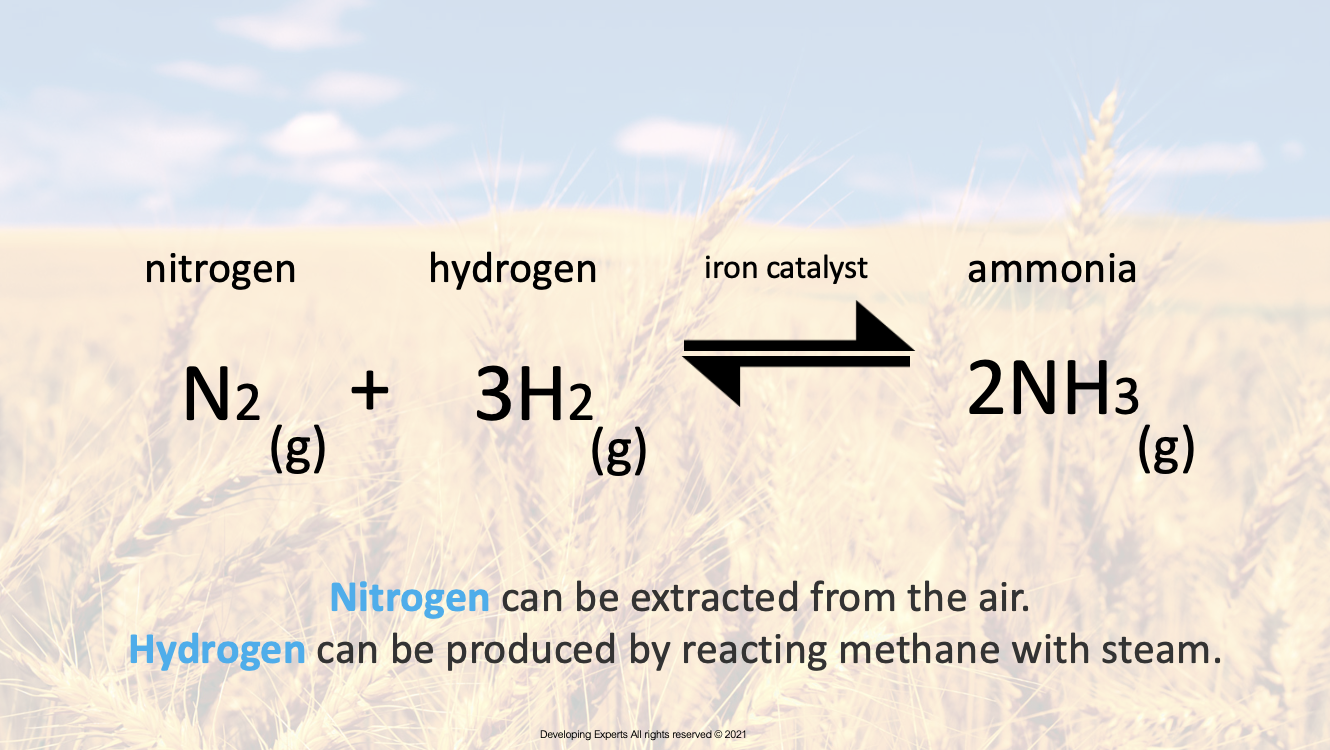 nitrogen hydrogen iron catalyst ammonia
N2 (g) + 3H2 (g) ⇌ 2NH3 (g)
Nitrogen can be extracted from the air.
Hydrogen can be produced by reacting methane with steam.
Developing Experts All rights reserved © 2021